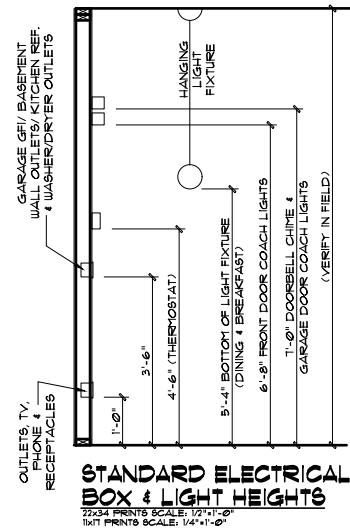 GARAGE GFI/ BASEMENT
WALL OUTLETS/ KITCHEN REF.
& WASHER/DRYER OUTLETS
HANGING
LIGHT
FIXTURE
OUTLETS, TV,
PHONE &
RECEPTACLES
1'-0"
3'-6"
4'-6" (THERMOSTAT)
5'-4" BOTTOM OF LIGHT FIXTURE
(DINING & BREAKFAST)
6'-8" FRONT DOOR COACH LIGHTS
7'-0" DOORBELL CHIME &
GARAGE DOOR COACH LIGHTS
(VERIFY IN FIELD)
STANDARD ELECTRICAL
BOX & LIGHT HEIGHTS
22x34 PRINTS SCALE: 1/2"=1'-0"
11x17 PRINTS SCALE: 1/4"=1'-0"